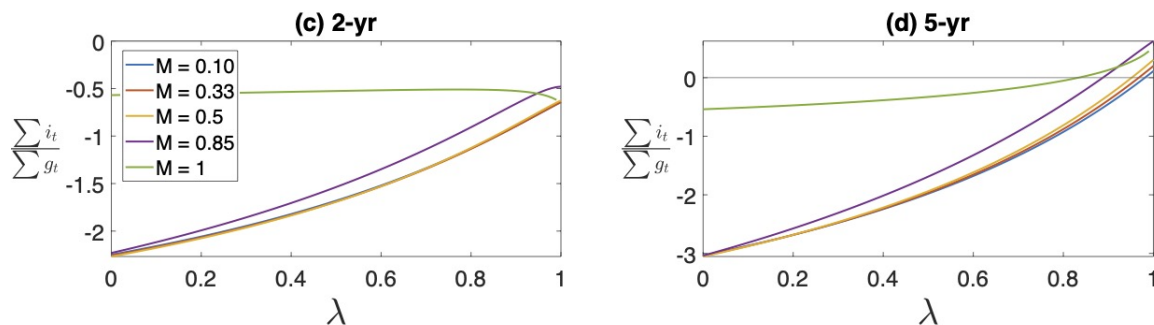 (c) 2-yr
0
-0.5
-1
-1.5
-2
∑ i_t
∑ g_t
M = 0.10
M = 0.33
M = 0.5
M = 0.85
M = 1
0 0.2 0.4 0.6 0.8 1
λ
(d) 5-yr
0
-1
-2
-3
∑ i_t
∑ g_t
0 0.2 0.4 0.6 0.8 1
λ